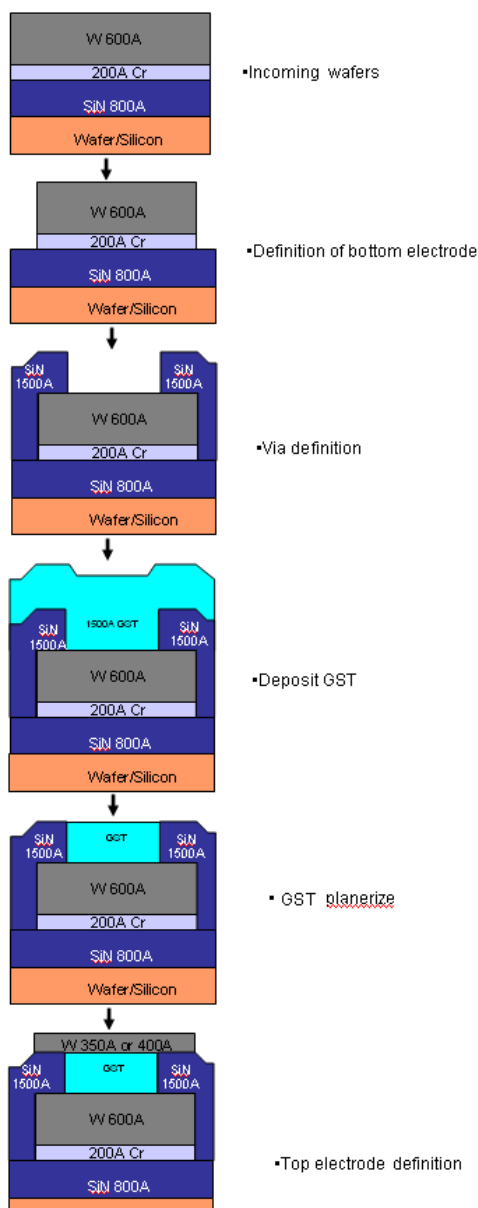 W 600A
200A Cr
SiN 800A
Wafer/Silicon
▪Incoming wafers
W 600A
200A Cr
SiN 800A
Wafer/Silicon
▪Definition of bottom electrode
SiN
1500A
SiN
1500A
W 600A
200A Cr
SiN 800A
Wafer/Silicon
▪Via definition
1500A GST
SiN
1500A
SiN
1500A
W 600A
200A Cr
SiN 800A
Wafer/Silicon
▪Deposit GST
SiN
1500A
GST
SiN
1500A
W 600A
200A Cr
SiN 800A
Wafer/Silicon
▪ GST planerize
W 350A or 400A
SiN
1500A
GST
SiN
1500A
W 600A
200A Cr
SiN 800A
▪Top electrode definition